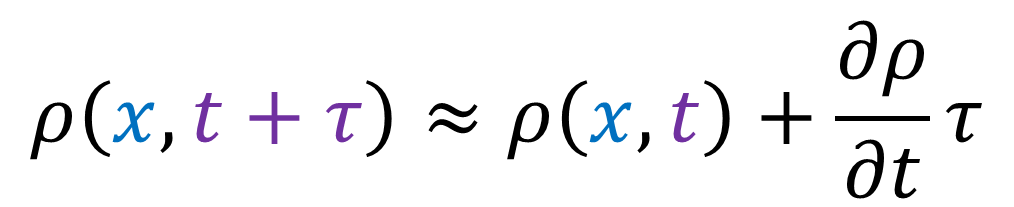 ρ(x, t + τ) ≈ ρ(x, t) + ∂ρ/∂t τ